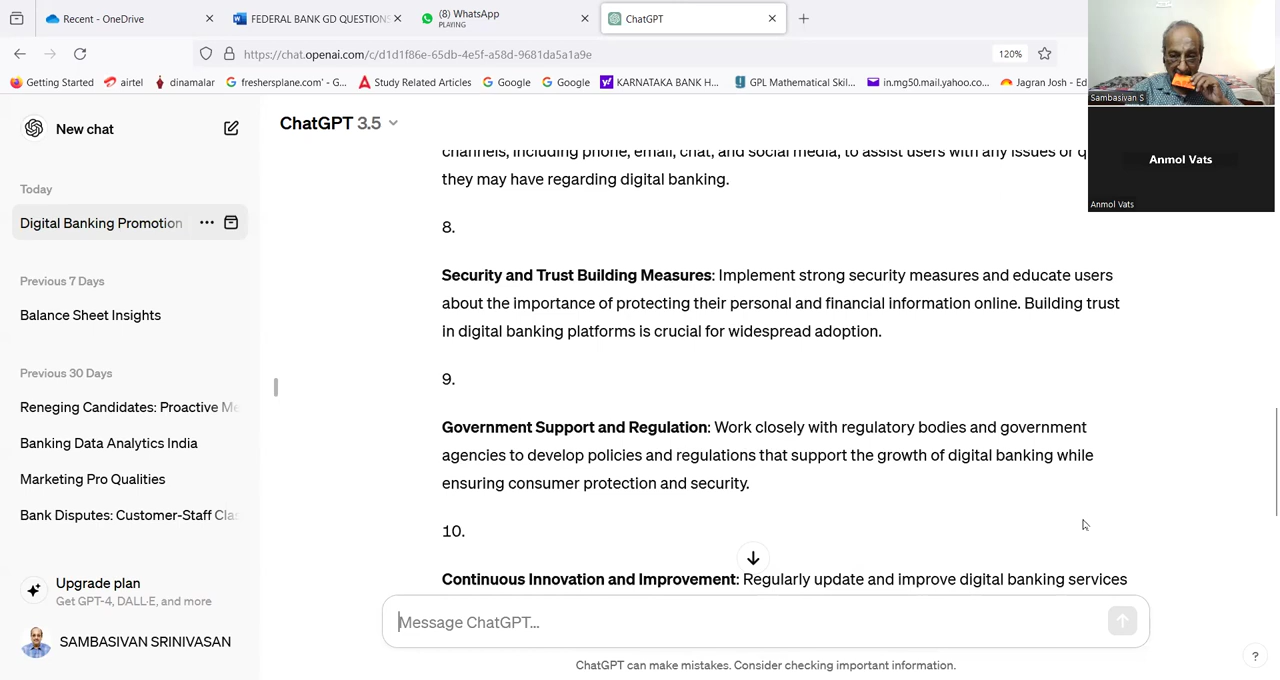 Recent - OneDrive
FEDERAL BANK GD QUESTIONS
(8) WhatsApp
PLAYING
ChatGPT
https://chat.openai.com/c/d1d1f86e-65db-4e5f-a58d-9681da5a1a9e
120%
Getting Started
airtel
dinamalar
freshersplane.com' - G...
Study Related Articles
Google
Google
KARNATAKA BANK H...
GPL Mathematical Skil...
in.mg50.mail.yahoo.co...
Jagran Josh - Ed
Sambasivan S
Anmol Vats
Anmol Vats
New chat
Today
Digital Banking Promotion
Previous 7 Days
Balance Sheet Insights
Previous 30 Days
Reneging Candidates: Proactive Me
Banking Data Analytics India
Marketing Pro Qualities
Bank Disputes: Customer-Staff Cla
Upgrade plan
Get GPT-4, DALL·E, and more
SAMBASIVAN SRINIVASAN
ChatGPT 3.5
channels, including phone, email, chat, and social media, to assist users with any issues or q
they may have regarding digital banking.
8.
Security and Trust Building Measures: Implement strong security measures and educate users
about the importance of protecting their personal and financial information online. Building trust
in digital banking platforms is crucial for widespread adoption.
9.
Government Support and Regulation: Work closely with regulatory bodies and government
agencies to develop policies and regulations that support the growth of digital banking while
ensuring consumer protection and security.
10.
Continuous Innovation and Improvement: Regularly update and improve digital banking services
Message ChatGPT...
ChatGPT can make mistakes. Consider checking important information.
?